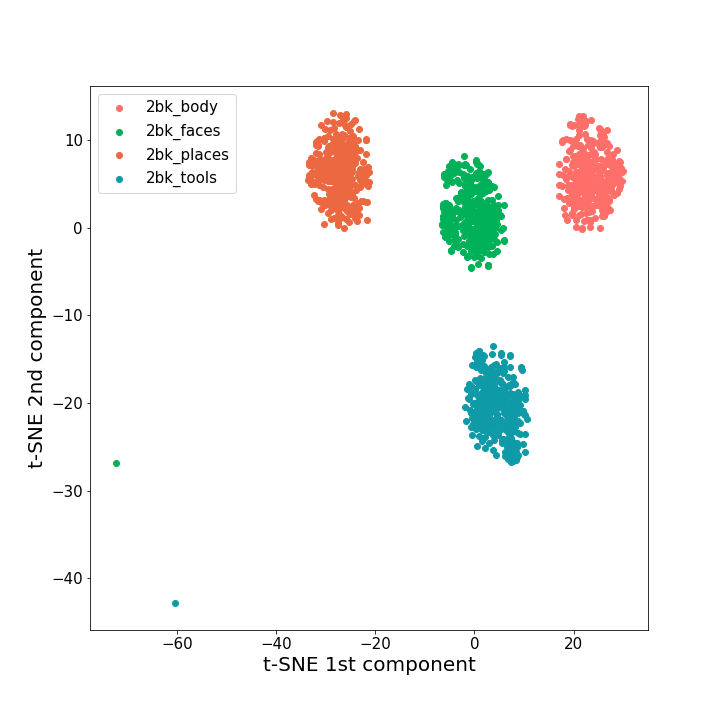 2bk_body
2bk_faces
2bk_places
2bk_tools
10
0
−10
−20
−30
−40
−60
−40
−20
0
20
t-SNE 1st component
t-SNE 2nd component